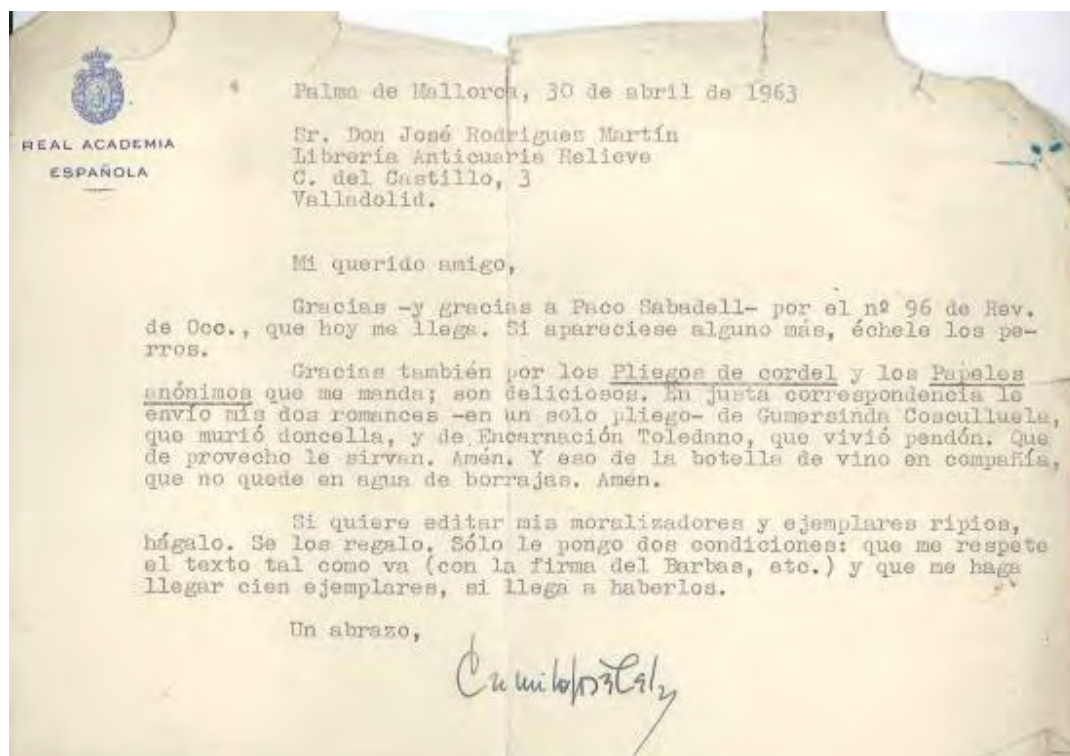 REAL ACADEMIA
ESPAÑOLA
Palma de Mallorca, 30 de abril de 1963
Sr. Don José Rodrigues Martín
Librería Anticuaria Relieve
C. del Castillo, 3
Valladolid.
Mi querido amigo,
Gracias -y gracias a Paco Sabadell- por el nº 96 de Rev.
de Occ., que hoy me llega. Si apareciese alguno más, échele los pe-
rros.
Gracias también por los Pliegos de cordel y los Papeles
anónimos que me manda; son deliciosos. En justa correspondencia le
envío mis dos romances -en un solo pliego- de Gumersinda Cosculluela,
que murió doncella, y de Encarnación Toledano, que vivió pendón. Que
de provecho le sirvan. Amén. Y eso de la botella de vino en compañía,
que no quede en agua de borrajas. Amén.
Si quiere editar mis moralizadores y ejemplares ripios,
hágalo. Se los regalo. Sólo le pongo dos condiciones: que me respete
el texto tal como va (con la firma del Barbas, etc.) y que me haga
llegar cien ejemplares, si llega a haberlos.
Un abrazo,
Camilo José Cela